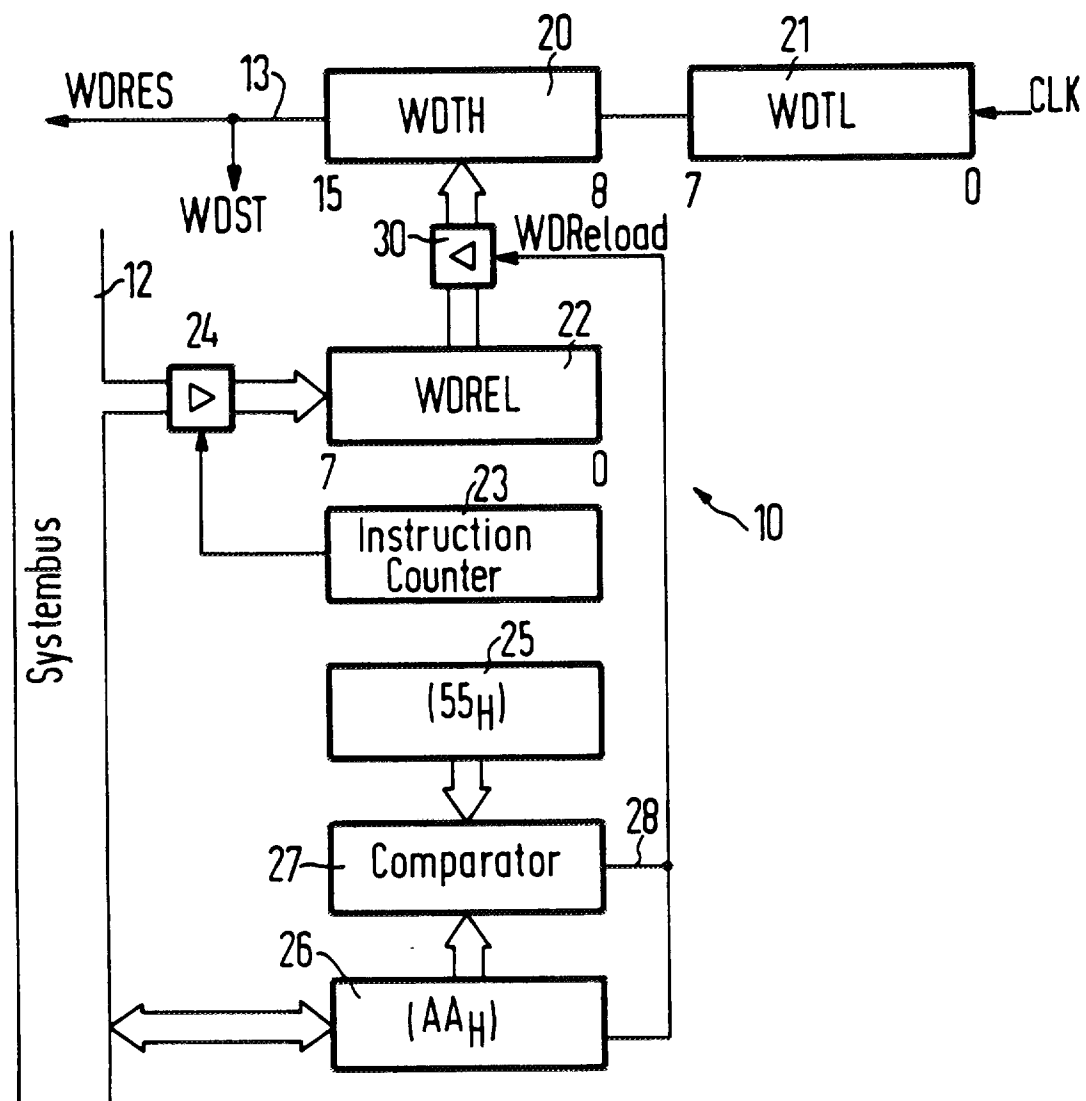 20
21
WDRES
13
WDTH
WDTL
CLK
15
8
7
0
WDST
30
WDReload
12
24
22
WDREL
7
0
23
Instruction
Counter
10
Systembus
25
(55H)
28
27
Comparator
26
(AAH)